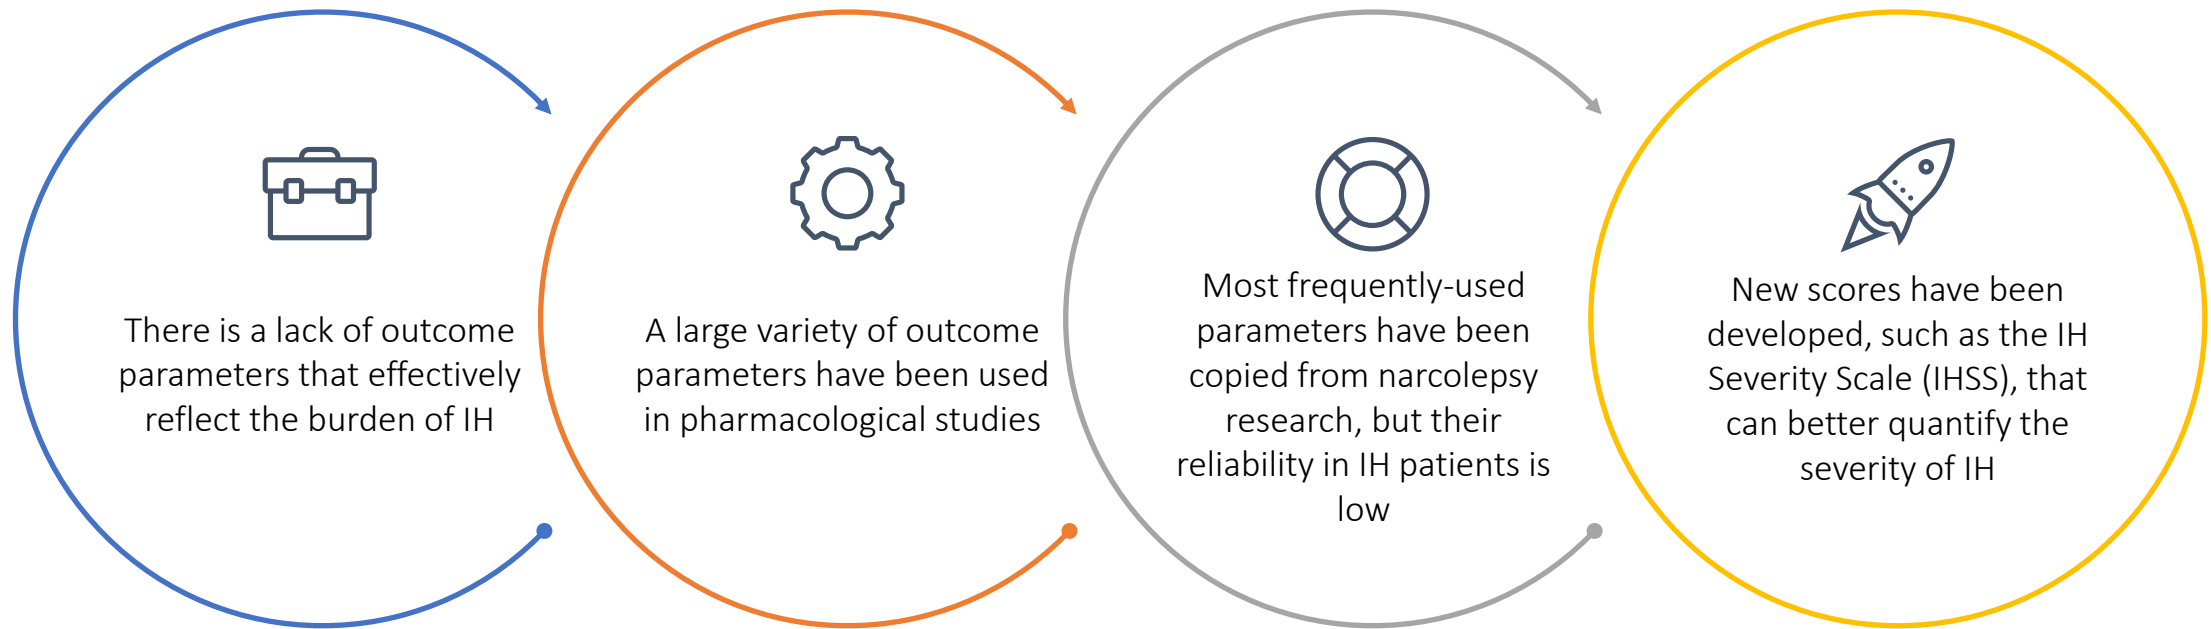 There is a lack of outcome
parameters that effectively
reflect the burden of IH
A large variety of outcome
parameters have been used
in pharmacological studies
Most frequently-used
parameters have been
copied from narcolepsy
research, but their
reliability in IH patients is
low
New scores have been
developed, such as the IH
Severity Scale (IHSS), that
can better quantify the
severity of IH